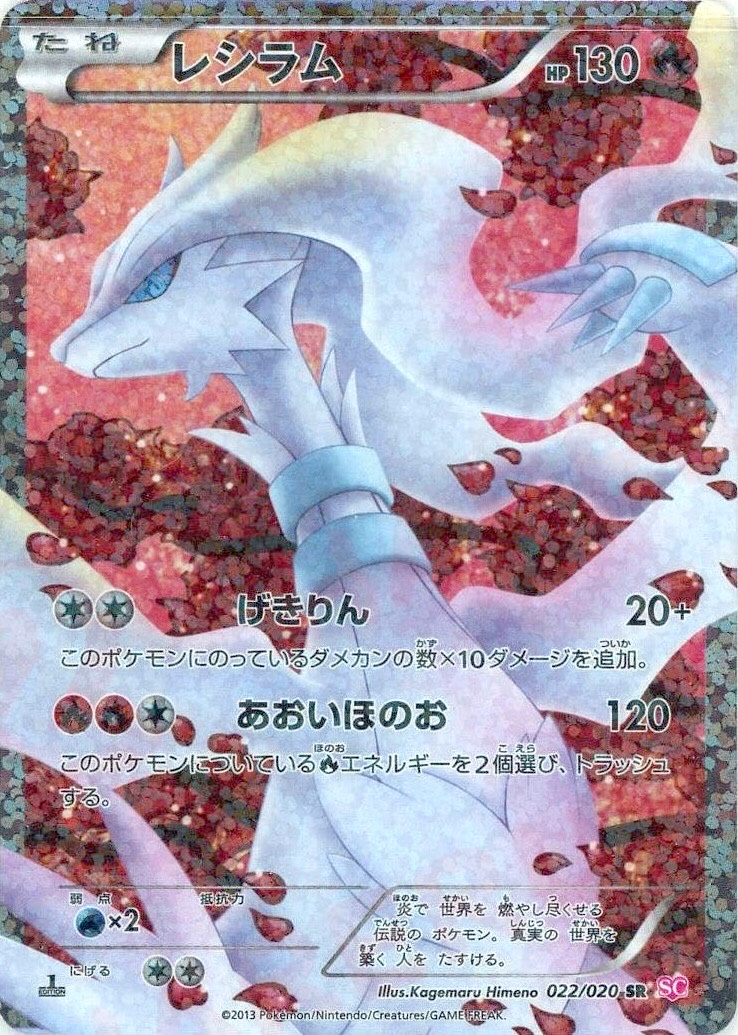 たね レシラム HP 130
げきりん 20+
このポケモンにのっているダメカンの数×10ダメージを追加。
あおいほのお 120
このポケモンについているエネルギーを2個選び、トラッシュ
する。
弱点 抵抗力
×2
にげる
炎で 世界を 燃やし尽くせる
伝説の ポケモン。真実の 世界を
築く 人を たすける。
1 EDITION
Illus.Kagemaru Himeno 022/020 SR SC
©2013 Pokémon/Nintendo/Creatures/GAME FREAK.